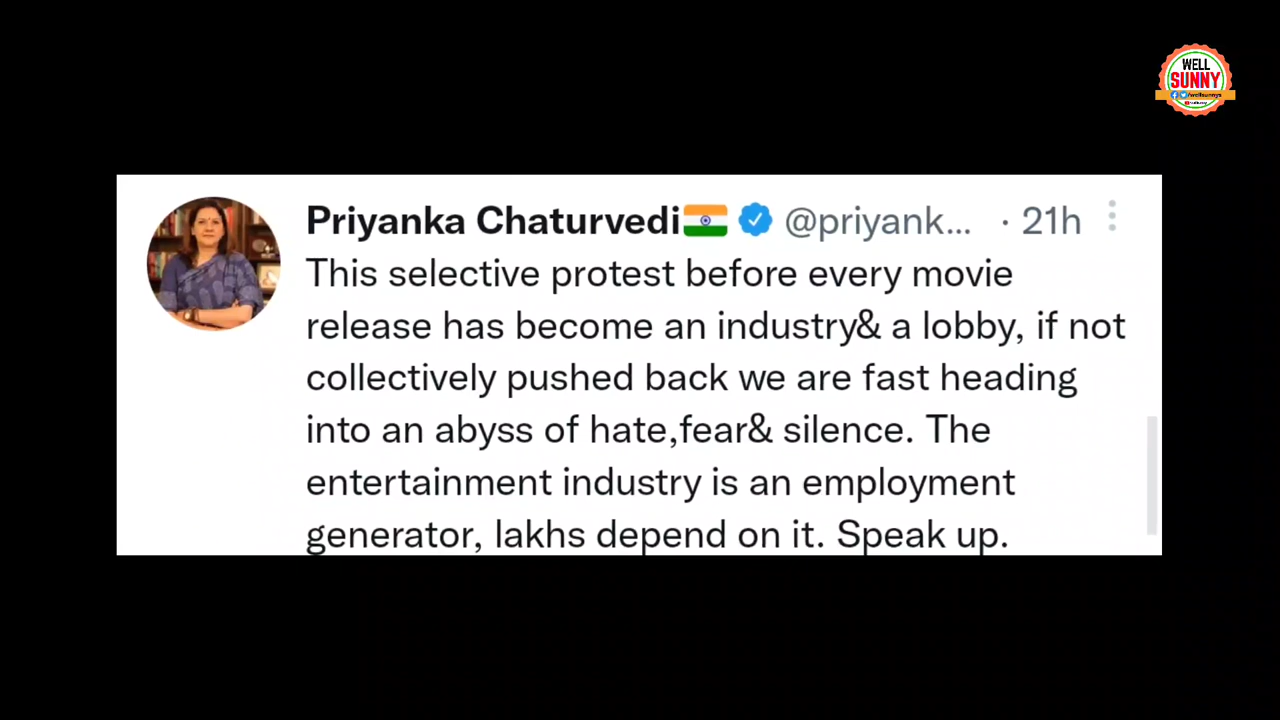 WELL
SUNNY
/wellsunnys
Priyanka Chaturvedi🇮🇳 @priyank... · 21h
This selective protest before every movie
release has become an industry& a lobby, if not
collectively pushed back we are fast heading
into an abyss of hate,fear& silence. The
entertainment industry is an employment
generator, lakhs depend on it. Speak up.